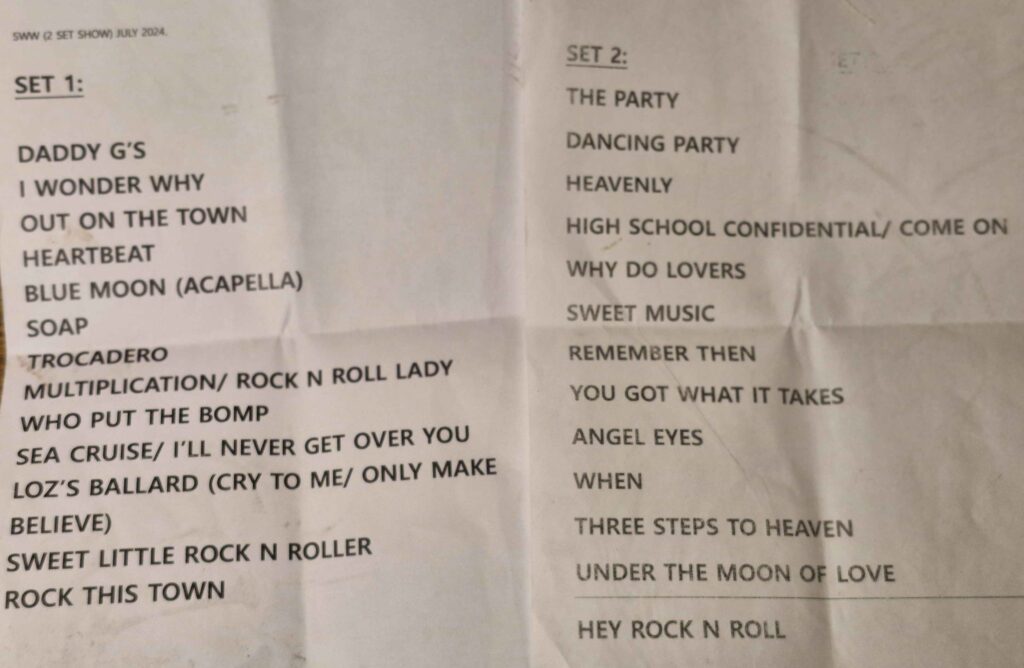 SWW (2 SET SHOW) JULY 2024.
SET 1:
DADDY G'S
I WONDER WHY
OUT ON THE TOWN
HEARTBEAT
BLUE MOON (ACAPELLA)
SOAP
TROCADERO
MULTIPLICATION/ ROCK N ROLL LADY
WHO PUT THE BOMP
SEA CRUISE/ I'LL NEVER GET OVER YOU
LOZ'S BALLARD (CRY TO ME/ ONLY MAKE
BELIEVE)
SWEET LITTLE ROCK N ROLLER
ROCK THIS TOWN
SET 2:
THE PARTY
DANCING PARTY
HEAVENLY
HIGH SCHOOL CONFIDENTIAL/ COME ON
WHY DO LOVERS
SWEET MUSIC
REMEMBER THEN
YOU GOT WHAT IT TAKES
ANGEL EYES
WHEN
THREE STEPS TO HEAVEN
UNDER THE MOON OF LOVE
HEY ROCK N ROLL